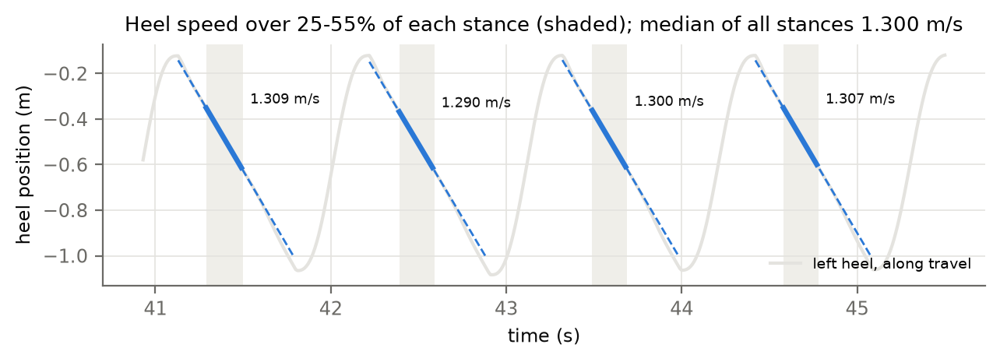 Heel speed over 25-55% of each stance (shaded); median of all stances 1.300 m/s
heel position (m)
−0.2
−0.4
−0.6
−0.8
−1.0
1.309 m/s
1.290 m/s
1.300 m/s
1.307 m/s
left heel, along travel
41
42
43
44
45
time (s)